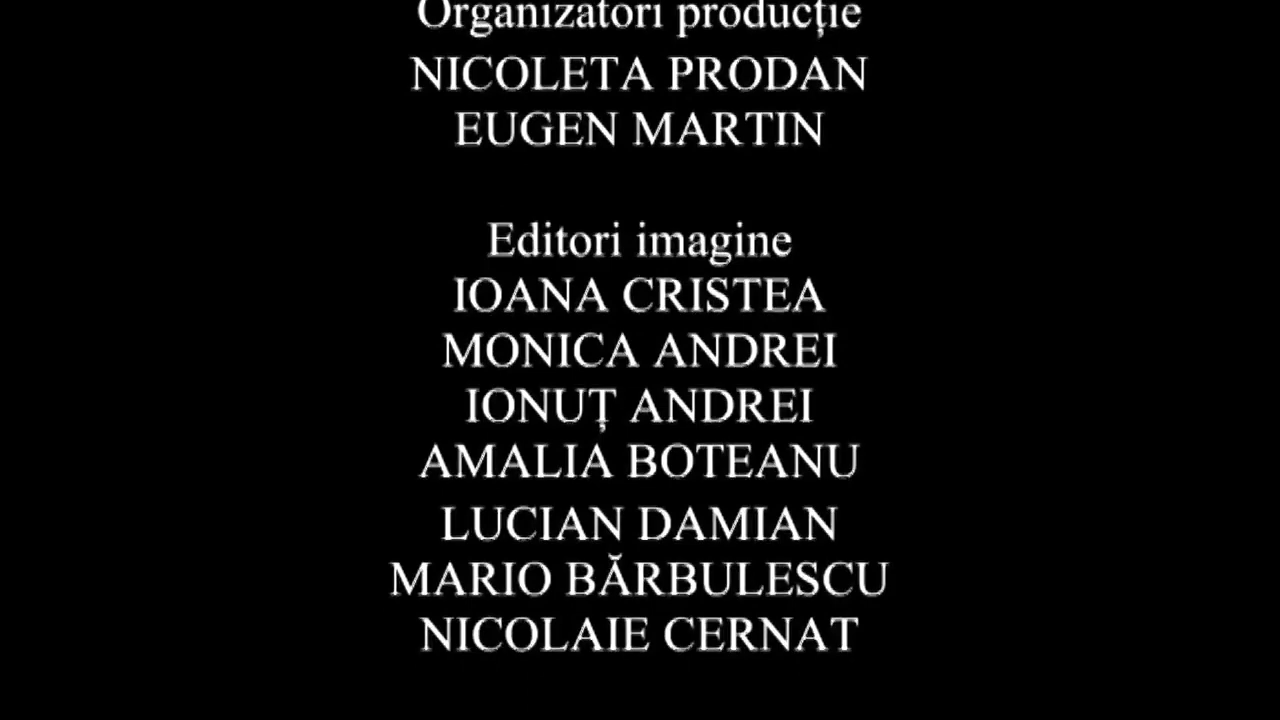 Organizatori producție
NICOLETA PRODAN
EUGEN MARTIN
Editori imagine
IOANA CRISTEA
MONICA ANDREI
IONUȚ ANDREI
AMALIA BOTEANU
LUCIAN DAMIAN
MARIO BĂRBULESCU
NICOLAIE CERNAT